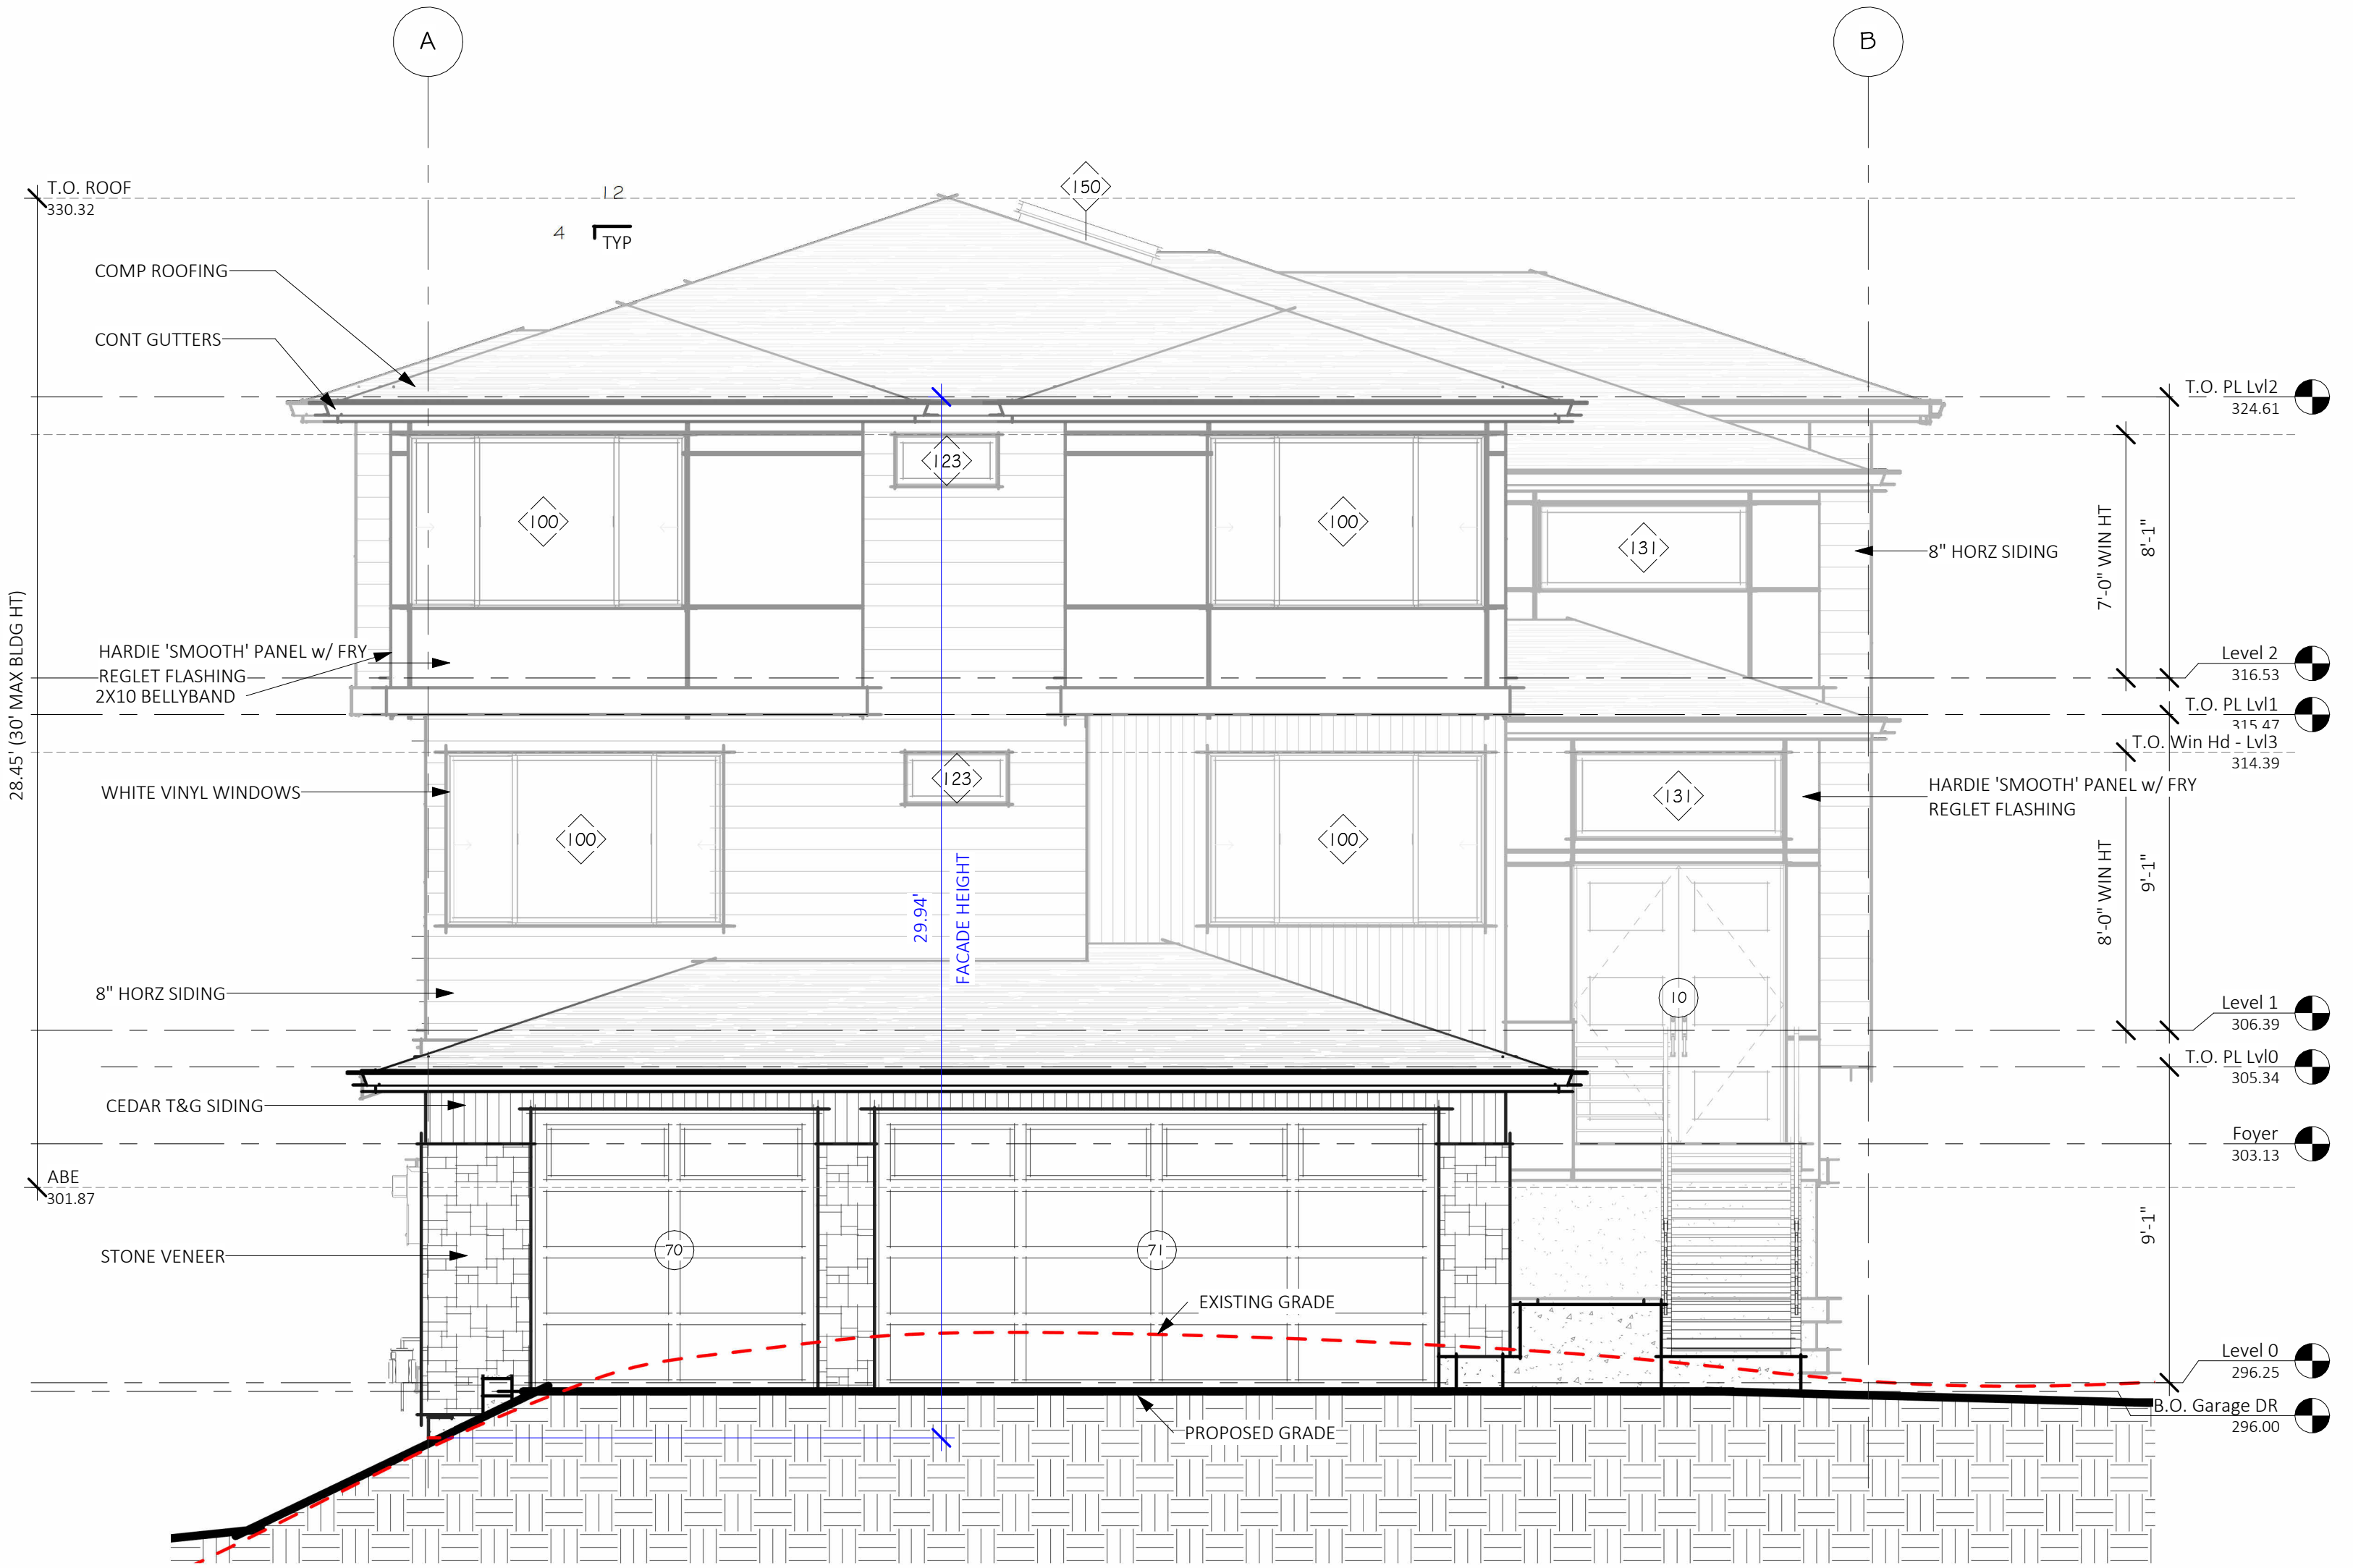 A
B
T.O. ROOF
330.32
12
4
TYP
150
COMP ROOFING
CONT GUTTERS
T.O. PL Lvl2
324.61
123
100
100
131
8" HORZ SIDING
7'-0" WIN HT
8'-1"
28.45' (30' MAX BLDG HT)
HARDIE 'SMOOTH' PANEL w/ FRY
REGLET FLASHING
2X10 BELLYBAND
Level 2
316.53
T.O. PL Lvl1
315.47
T.O. Win Hd - Lvl3
314.39
WHITE VINYL WINDOWS
123
131
HARDIE 'SMOOTH' PANEL w/ FRY
REGLET FLASHING
100
100
29.94'
FACADE HEIGHT
8'-0" WIN HT
9'-1"
8" HORZ SIDING
10
Level 1
306.39
T.O. PL Lvl0
305.34
CEDAR T&G SIDING
Foyer
303.13
ABE
301.87
STONE VENEER
70
71
9'-1"
EXISTING GRADE
Level 0
296.25
B.O. Garage DR
296.00
PROPOSED GRADE